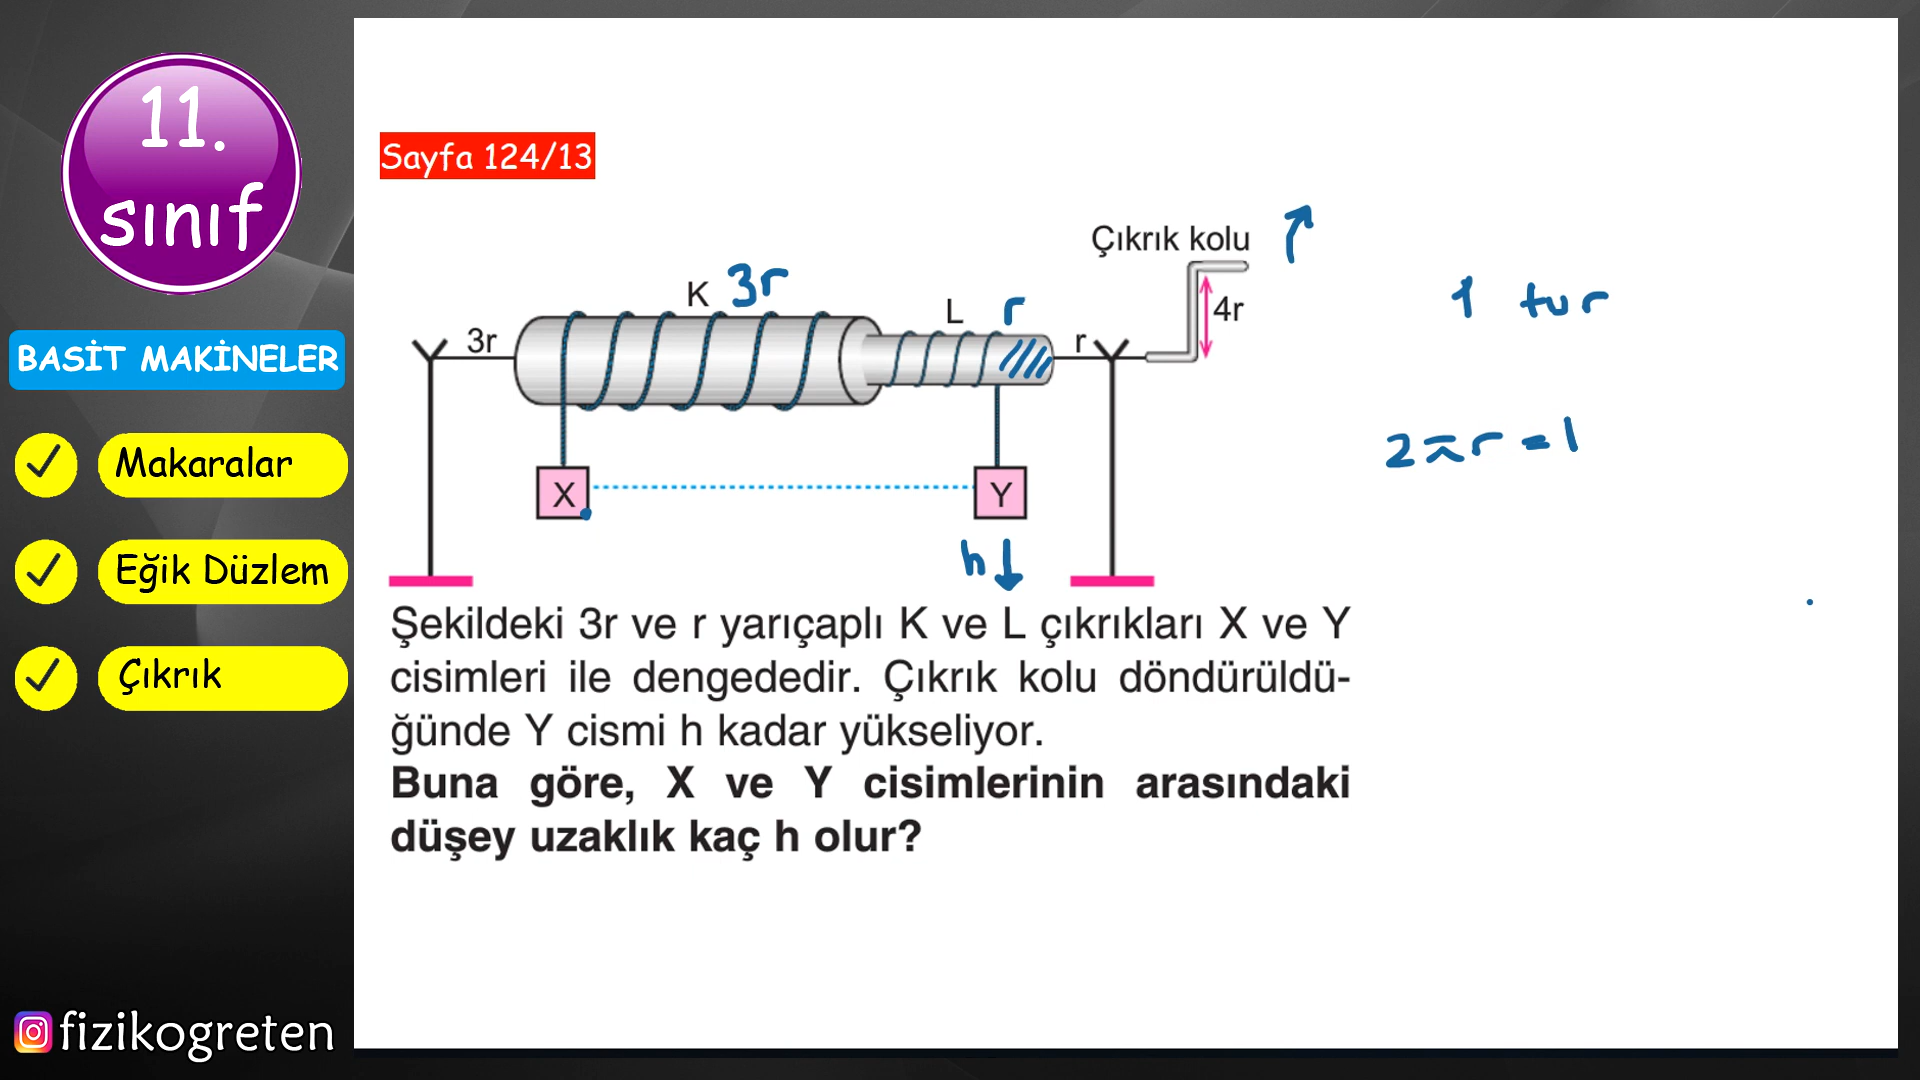 11.
sınıf
BASİT MAKİNELER
Makaralar
Eğik Düzlem
Çıkrık
fizikogreten
Sayfa 124/13
Çıkrık kolu
K 3r
L r
3r
r
4r
1 tur
2πr = 1
X
Y
h
Şekildeki 3r ve r yarıçaplı K ve L çıkrıkları X ve Y
cisimleri ile dengededir. Çıkrık kolu döndürüldü-
ğünde Y cismi h kadar yükseliyor.
Buna göre, X ve Y cisimlerinin arasındaki
düşey uzaklık kaç h olur?